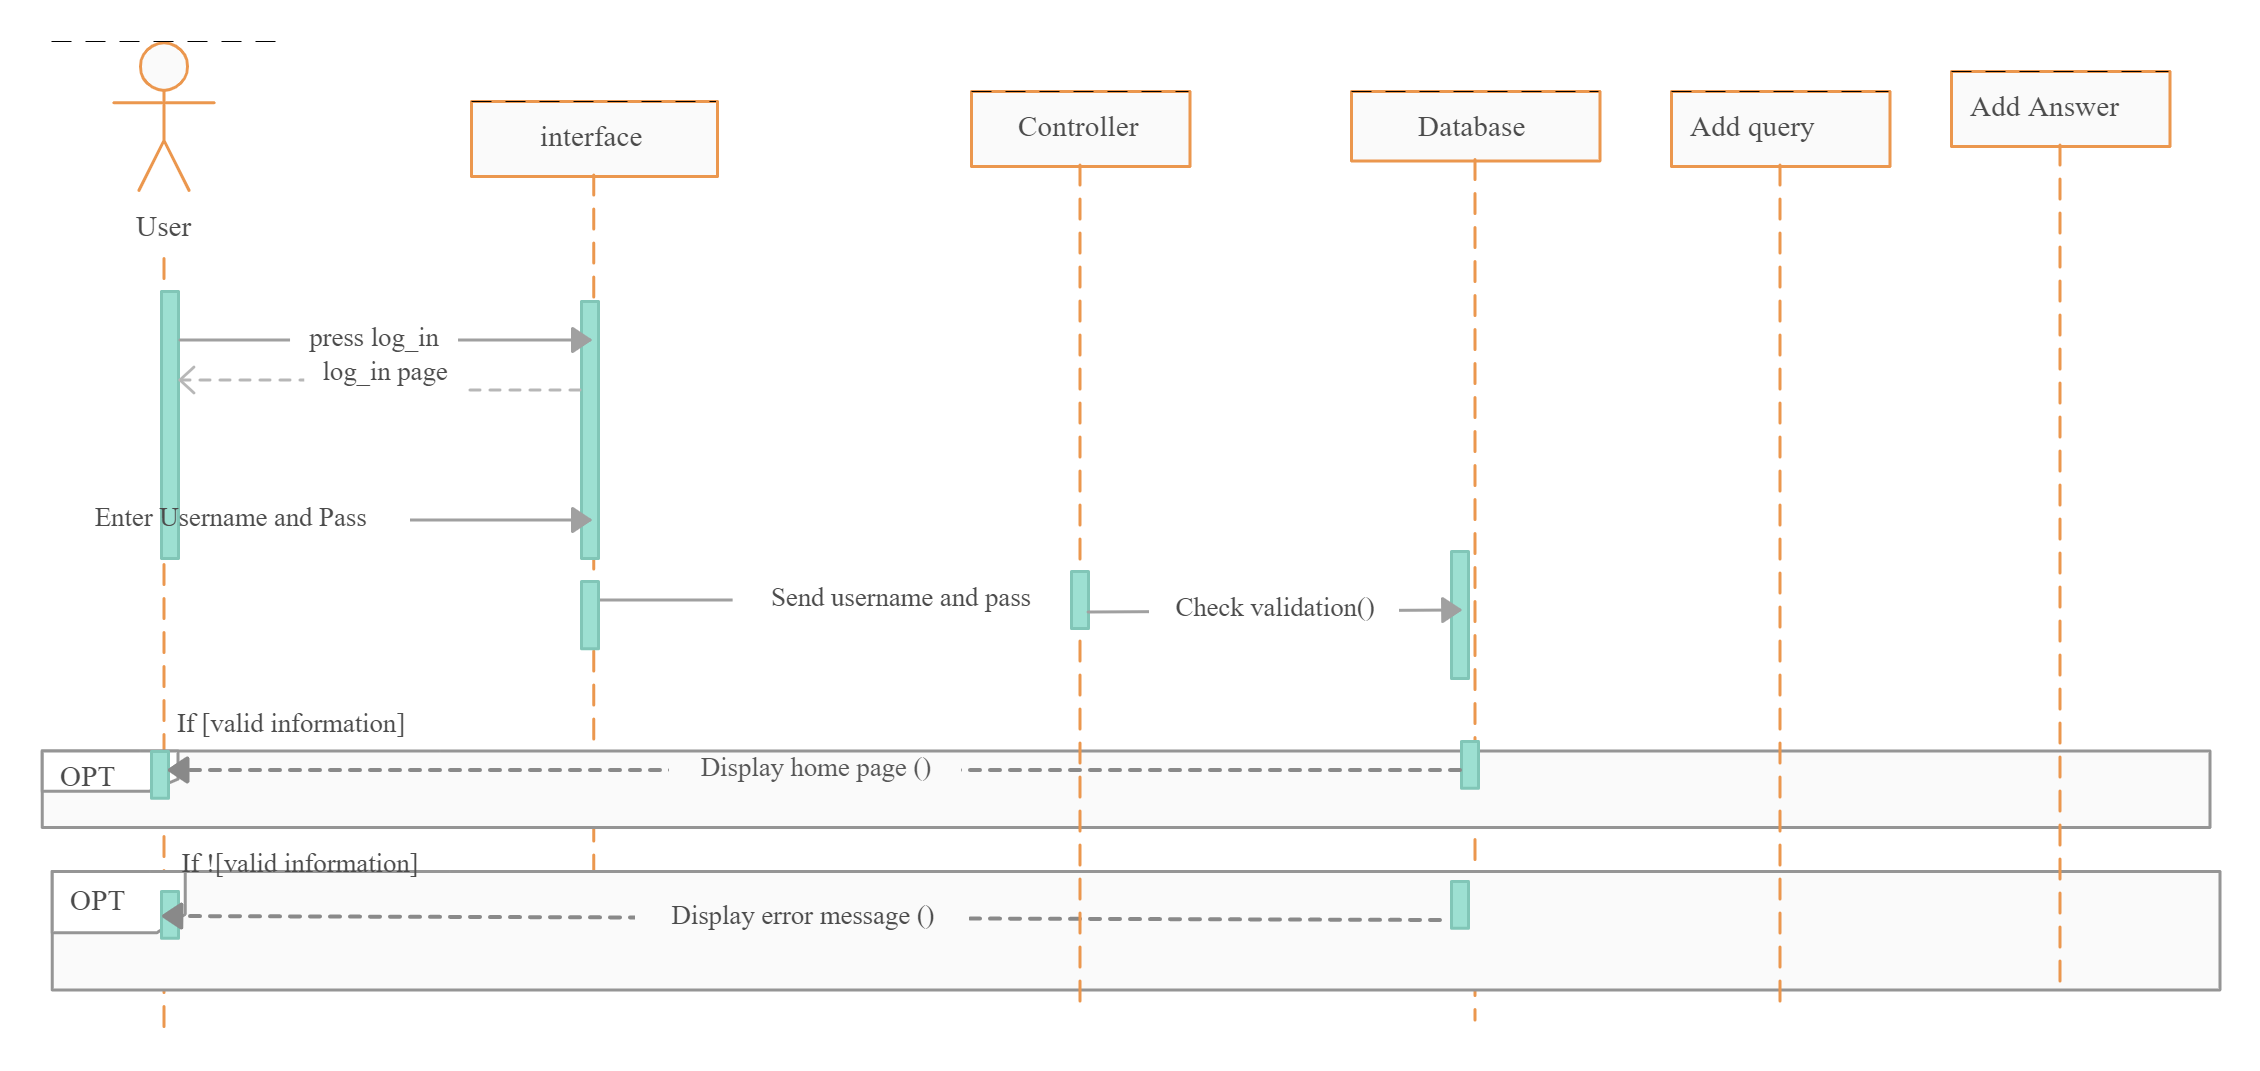 User
interface
Controller
Database
Add query
Add Answer
press log_in
log_in page
Enter Username and Pass
Send username and pass
Check validation()
If [valid information]
OPT
Display home page ()
If ![valid information]
OPT
Display error message ()